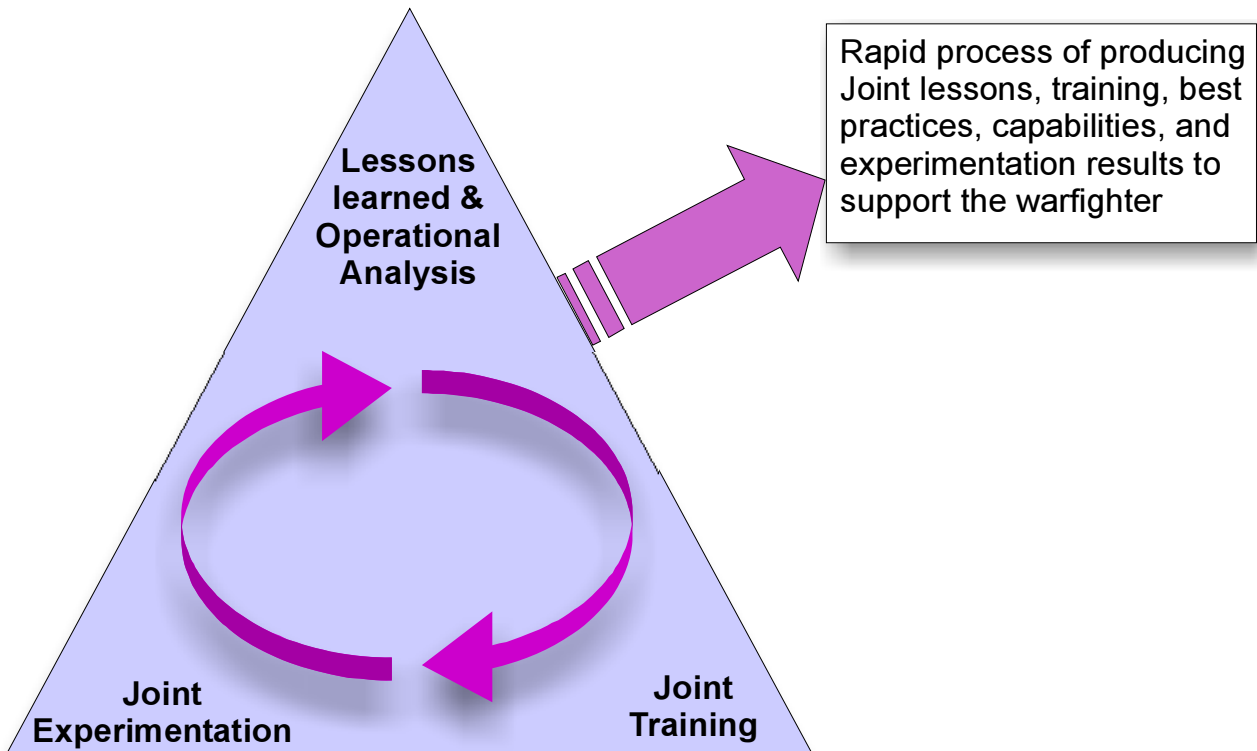 Rapid process of producing
Joint lessons, training, best
practices, capabilities, and
experimentation results to
support the warfighter
Lessons
learned &
Operational
Analysis
Joint
Experimentation
Joint
Training